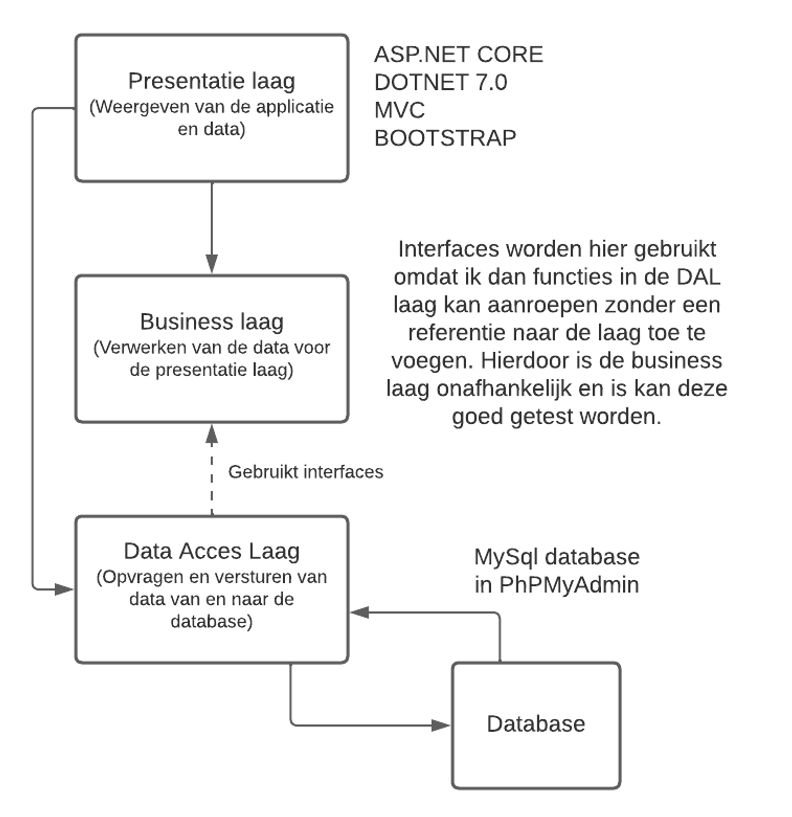 Presentatie laag
(Weergeven van de applicatie
en data)
ASP.NET CORE
DOTNET 7.0
MVC
BOOTSTRAP
Business laag
(Verwerken van de data voor
de presentatie laag)
Interfaces worden hier gebruikt
omdat ik dan functies in de DAL
laag kan aanroepen zonder een
referentie naar de laag toe te
voegen. Hierdoor is de business
laag onafhankelijk en is kan deze
goed getest worden.
Gebruikt interfaces
Data Acces Laag
(Opvragen en versturen van
data van en naar de
database)
MySql database
in PhPMyAdmin
Database